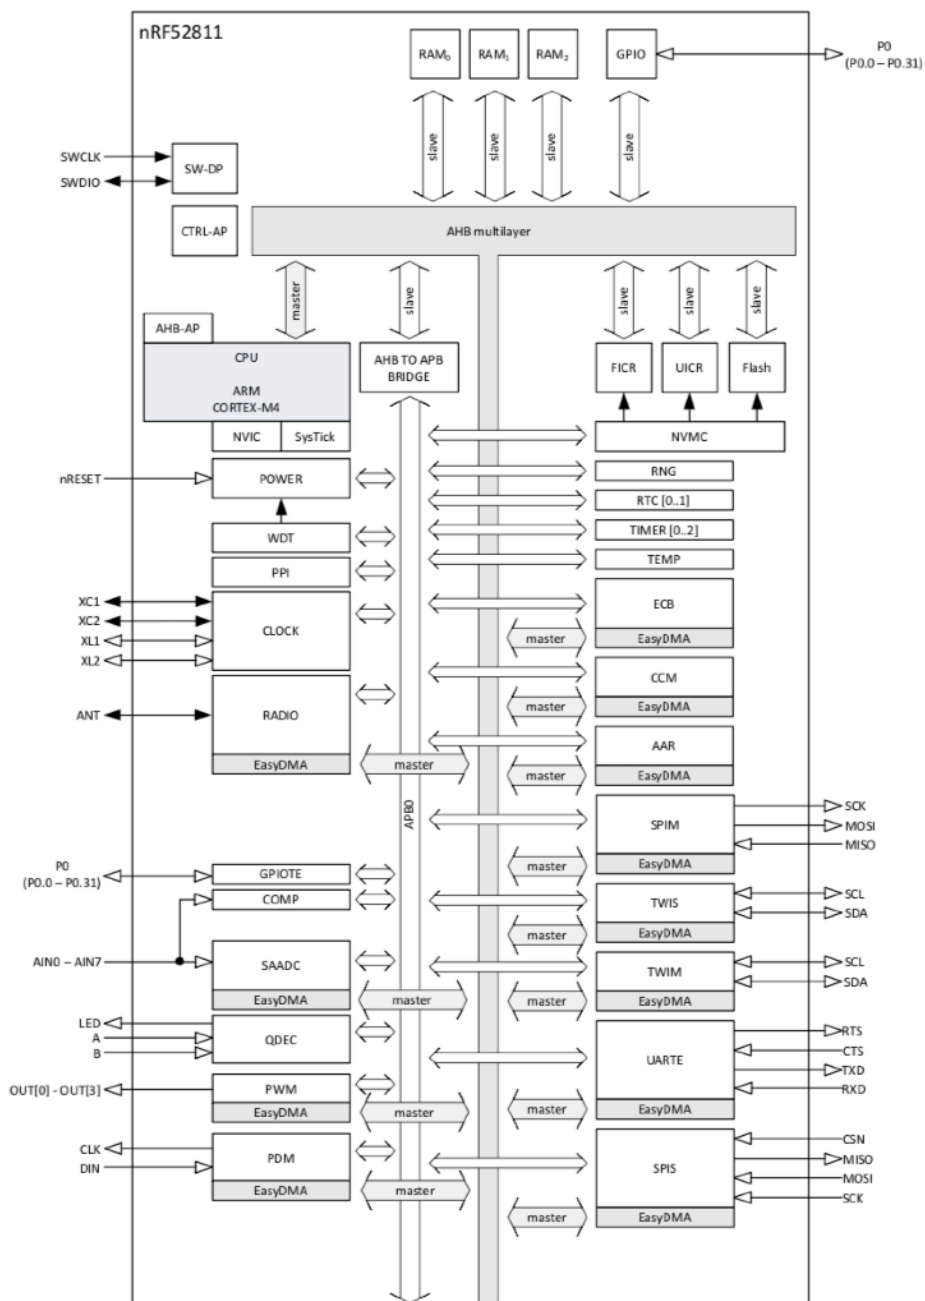 nRF52811
RAM0
RAM1
RAM2
GPIO
P0
(P0.0 – P0.31)
slave
slave
slave
slave
SWCLK
SWDIO
SW-DP
CTRL-AP
AHB multilayer
master
slave
slave
slave
slave
AHB-AP
CPU
ARM
CORTEX-M4
NVIC
SysTick
AHB TO APB
BRIDGE
FICR
UICR
Flash
NVMC
nRESET
POWER
RNG
RTC [0..1]
WDT
TIMER [0..2]
PPI
TEMP
XC1
XC2
XL1
XL2
CLOCK
ECB
master
EasyDMA
CCM
master
EasyDMA
ANT
RADIO
EasyDMA
master
AAR
master
EasyDMA
APB0
SPIM
master
EasyDMA
SCK
MOSI
MISO
P0
(P0.0 – P0.31)
GPIOTE
COMP
TWIS
master
EasyDMA
SCL
SDA
AIN0 – AIN7
SAADC
EasyDMA
master
TWIM
master
EasyDMA
SCL
SDA
LED
A
B
QDEC
UARTE
master
EasyDMA
RTS
CTS
TXD
RXD
OUT[0] - OUT[3]
PWM
EasyDMA
master
CLK
DIN
PDM
EasyDMA
master
SPIS
master
EasyDMA
CSN
MISO
MOSI
SCK